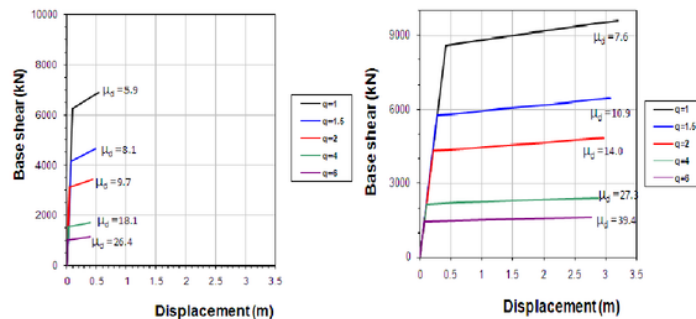 10000
8000
6000
4000
2000
0
Base shear (kN)
μd = 5.9
μd = 8.1
μd = 9.7
μd = 18.1
μd = 26.4
0 0.5 1 1.5 2 2.5 3 3.5
Displacement (m)
q=1
q=1.5
q=2
q=4
q=6
9000
6000
3000
0
Base shear (kN)
μd = 7.6
μd = 10.9
μd = 14.0
μd = 27.3
μd = 39.4
0 0.5 1 1.5 2 2.5 3 3.5
Displacement (m)
q=1
q=1.5
q=2
q=4
q=6